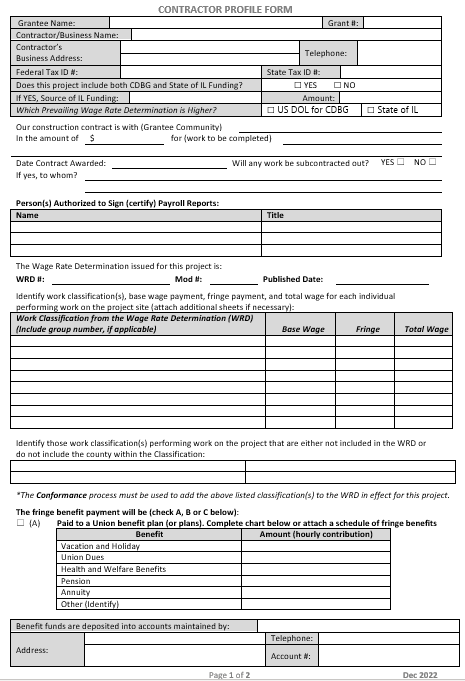 CONTRACTOR PROFILE FORM
Grantee Name: Grant #:
Contractor/Business Name:
Contractor's
Business Address: Telephone:
Federal Tax ID #: State Tax ID #:
Does this project include both CDBG and State of IL Funding? ☐ YES ☐ NO
If YES, Source of IL Funding: Amount:
Which Prevailing Wage Rate Determination is Higher? ☐ US DOL for CDBG ☐ State of IL
Our construction contract is with (Grantee Community)
In the amount of $ for (work to be completed)
Date Contract Awarded: Will any work be subcontracted out? YES ☐ NO ☐
If yes, to whom?
Person(s) Authorized to Sign (certify) Payroll Reports:
Name Title
The Wage Rate Determination issued for this project is:
WRD #: Mod #: Published Date:
Identify work classification(s), base wage payment, fringe payment, and total wage for each individual
performing work on the project site (attach additional sheets if necessary):
Work Classification from the Wage Rate Determination (WRD)
(Include group number, if applicable) Base Wage Fringe Total Wage
Identify those work classification(s) performing work on the project that are either not included in the WRD or
do not include the county within the Classification:
*The Conformance process must be used to add the above listed classification(s) to the WRD in effect for this project.
The fringe benefit payment will be (check A, B or C below):
☐ (A) Paid to a Union benefit plan (or plans). Complete chart below or attach a schedule of fringe benefits
Benefit Amount (hourly contribution)
Vacation and Holiday
Union Dues
Health and Welfare Benefits
Pension
Annuity
Other (Identify)
Benefit funds are deposited into accounts maintained by:
Address: Telephone:
Account #:
Page 1 of 2 Dec 2022